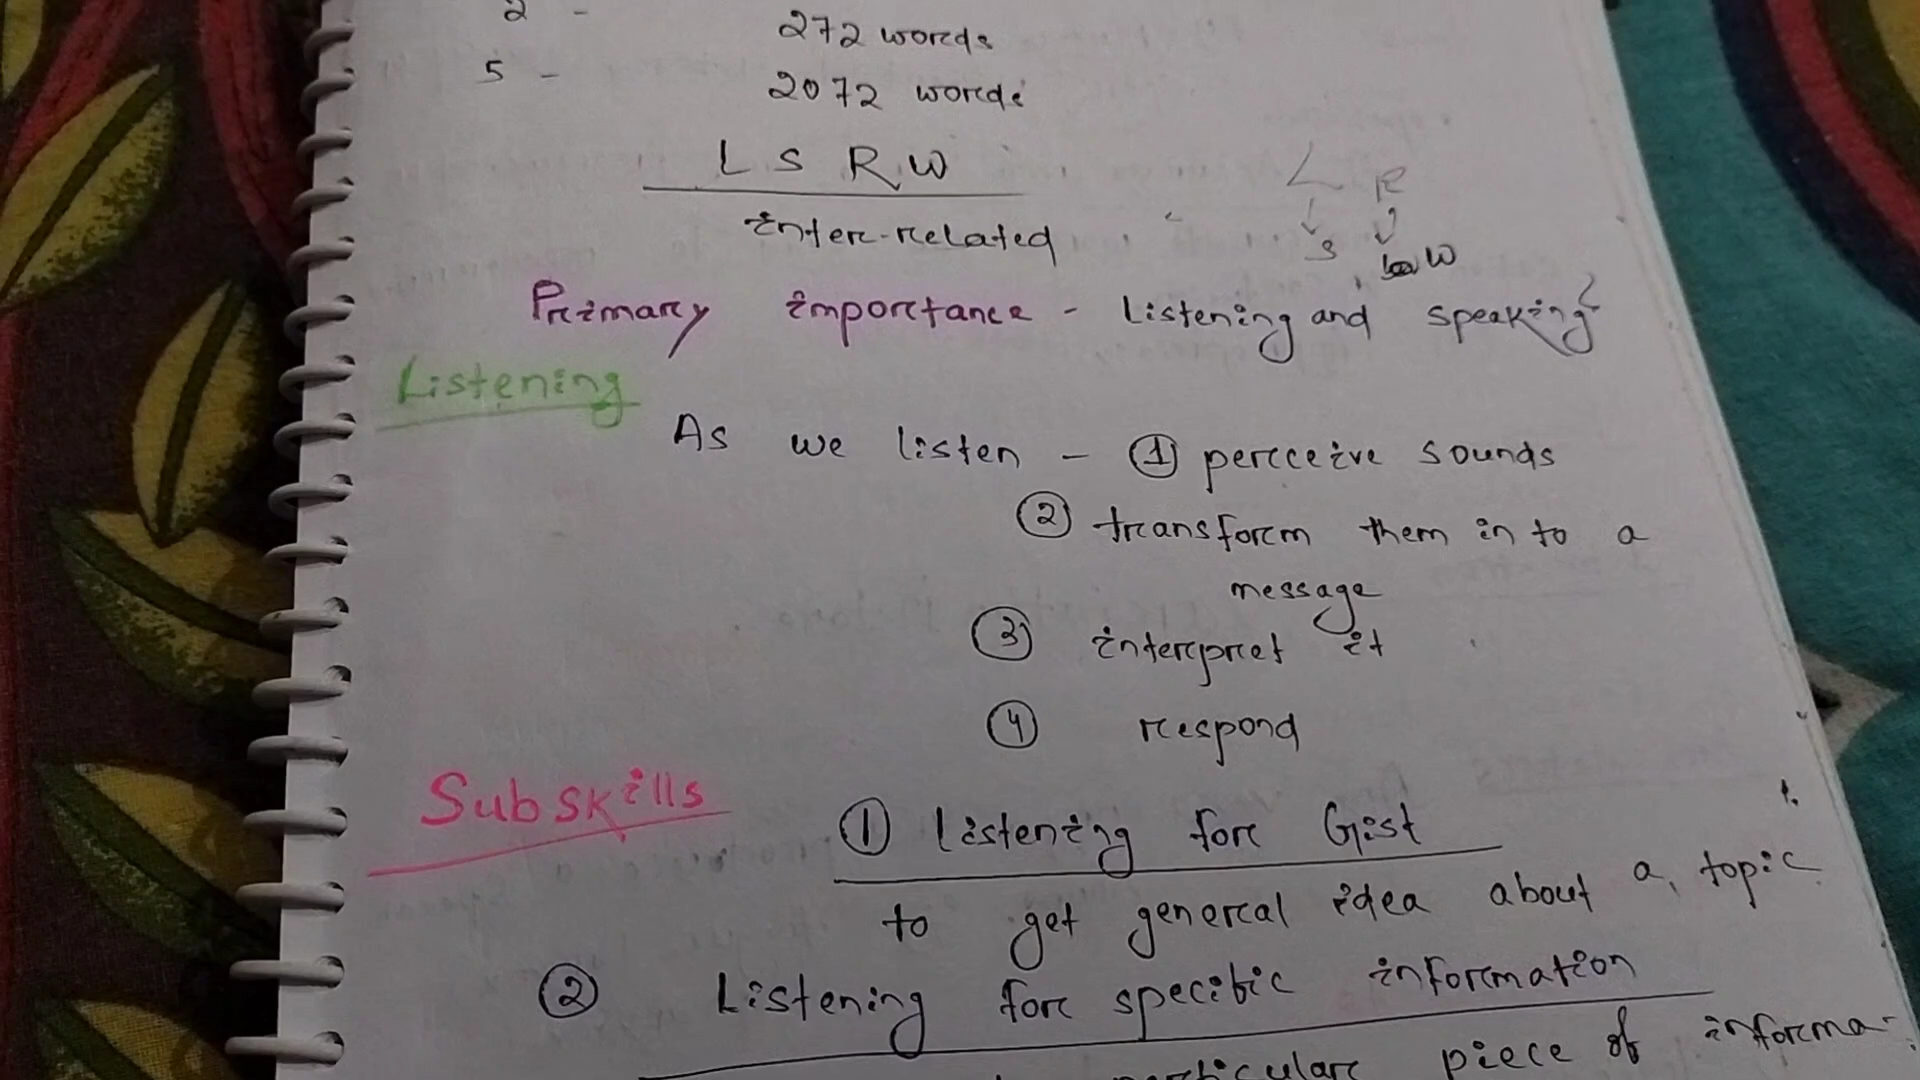 2 - 272 words
5 - 2072 words
L S R W
L R
inter-related
S W
Primary importance - Listening and speaking
Listening
As we listen - ① perceive sounds
② transform them in to a
message
③ interpret it
④ respond
Subskills
① Listening for Gist
to get general idea about a topic
② Listening for specific information
particular piece of informa-